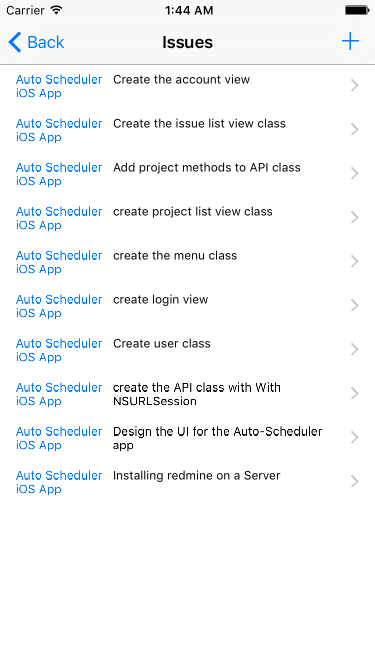 Carrier 1:44 AM
Back Issues +
Auto Scheduler Create the account view
iOS App
Auto Scheduler Create the issue list view class
iOS App
Auto Scheduler Add project methods to API class
iOS App
Auto Scheduler create project list view class
iOS App
Auto Scheduler create the menu class
iOS App
Auto Scheduler create login view
iOS App
Auto Scheduler Create user class
iOS App
Auto Scheduler create the API class with With
iOS App NSURLSession
Auto Scheduler Design the UI for the Auto-Scheduler
iOS App app
Auto Scheduler Installing redmine on a Server
iOS App